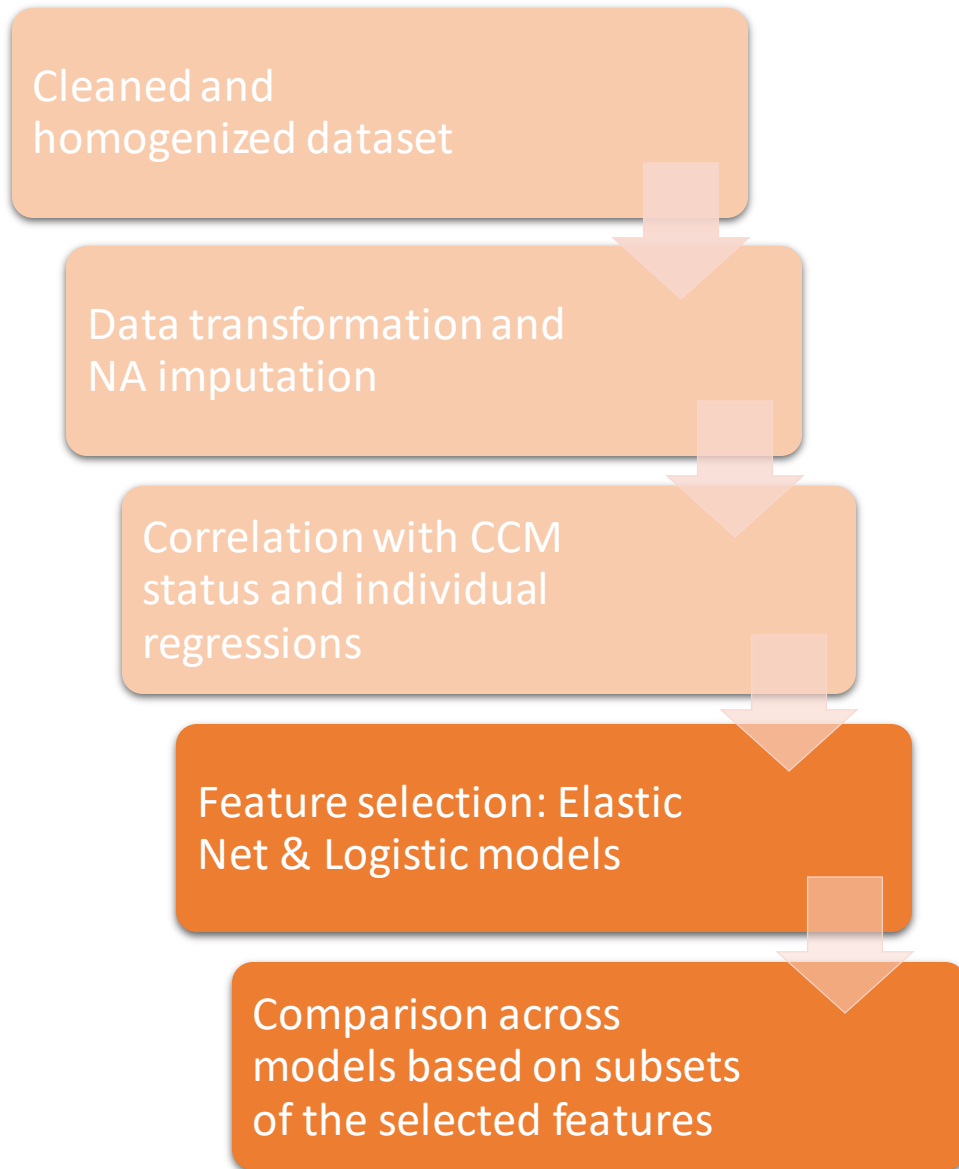 Cleaned and
homogenized dataset
Data transformation and
NA imputation
Correlation with CCM
status and individual
regressions
Feature selection: Elastic
Net & Logistic models
Comparison across
models based on subsets
of the selected features